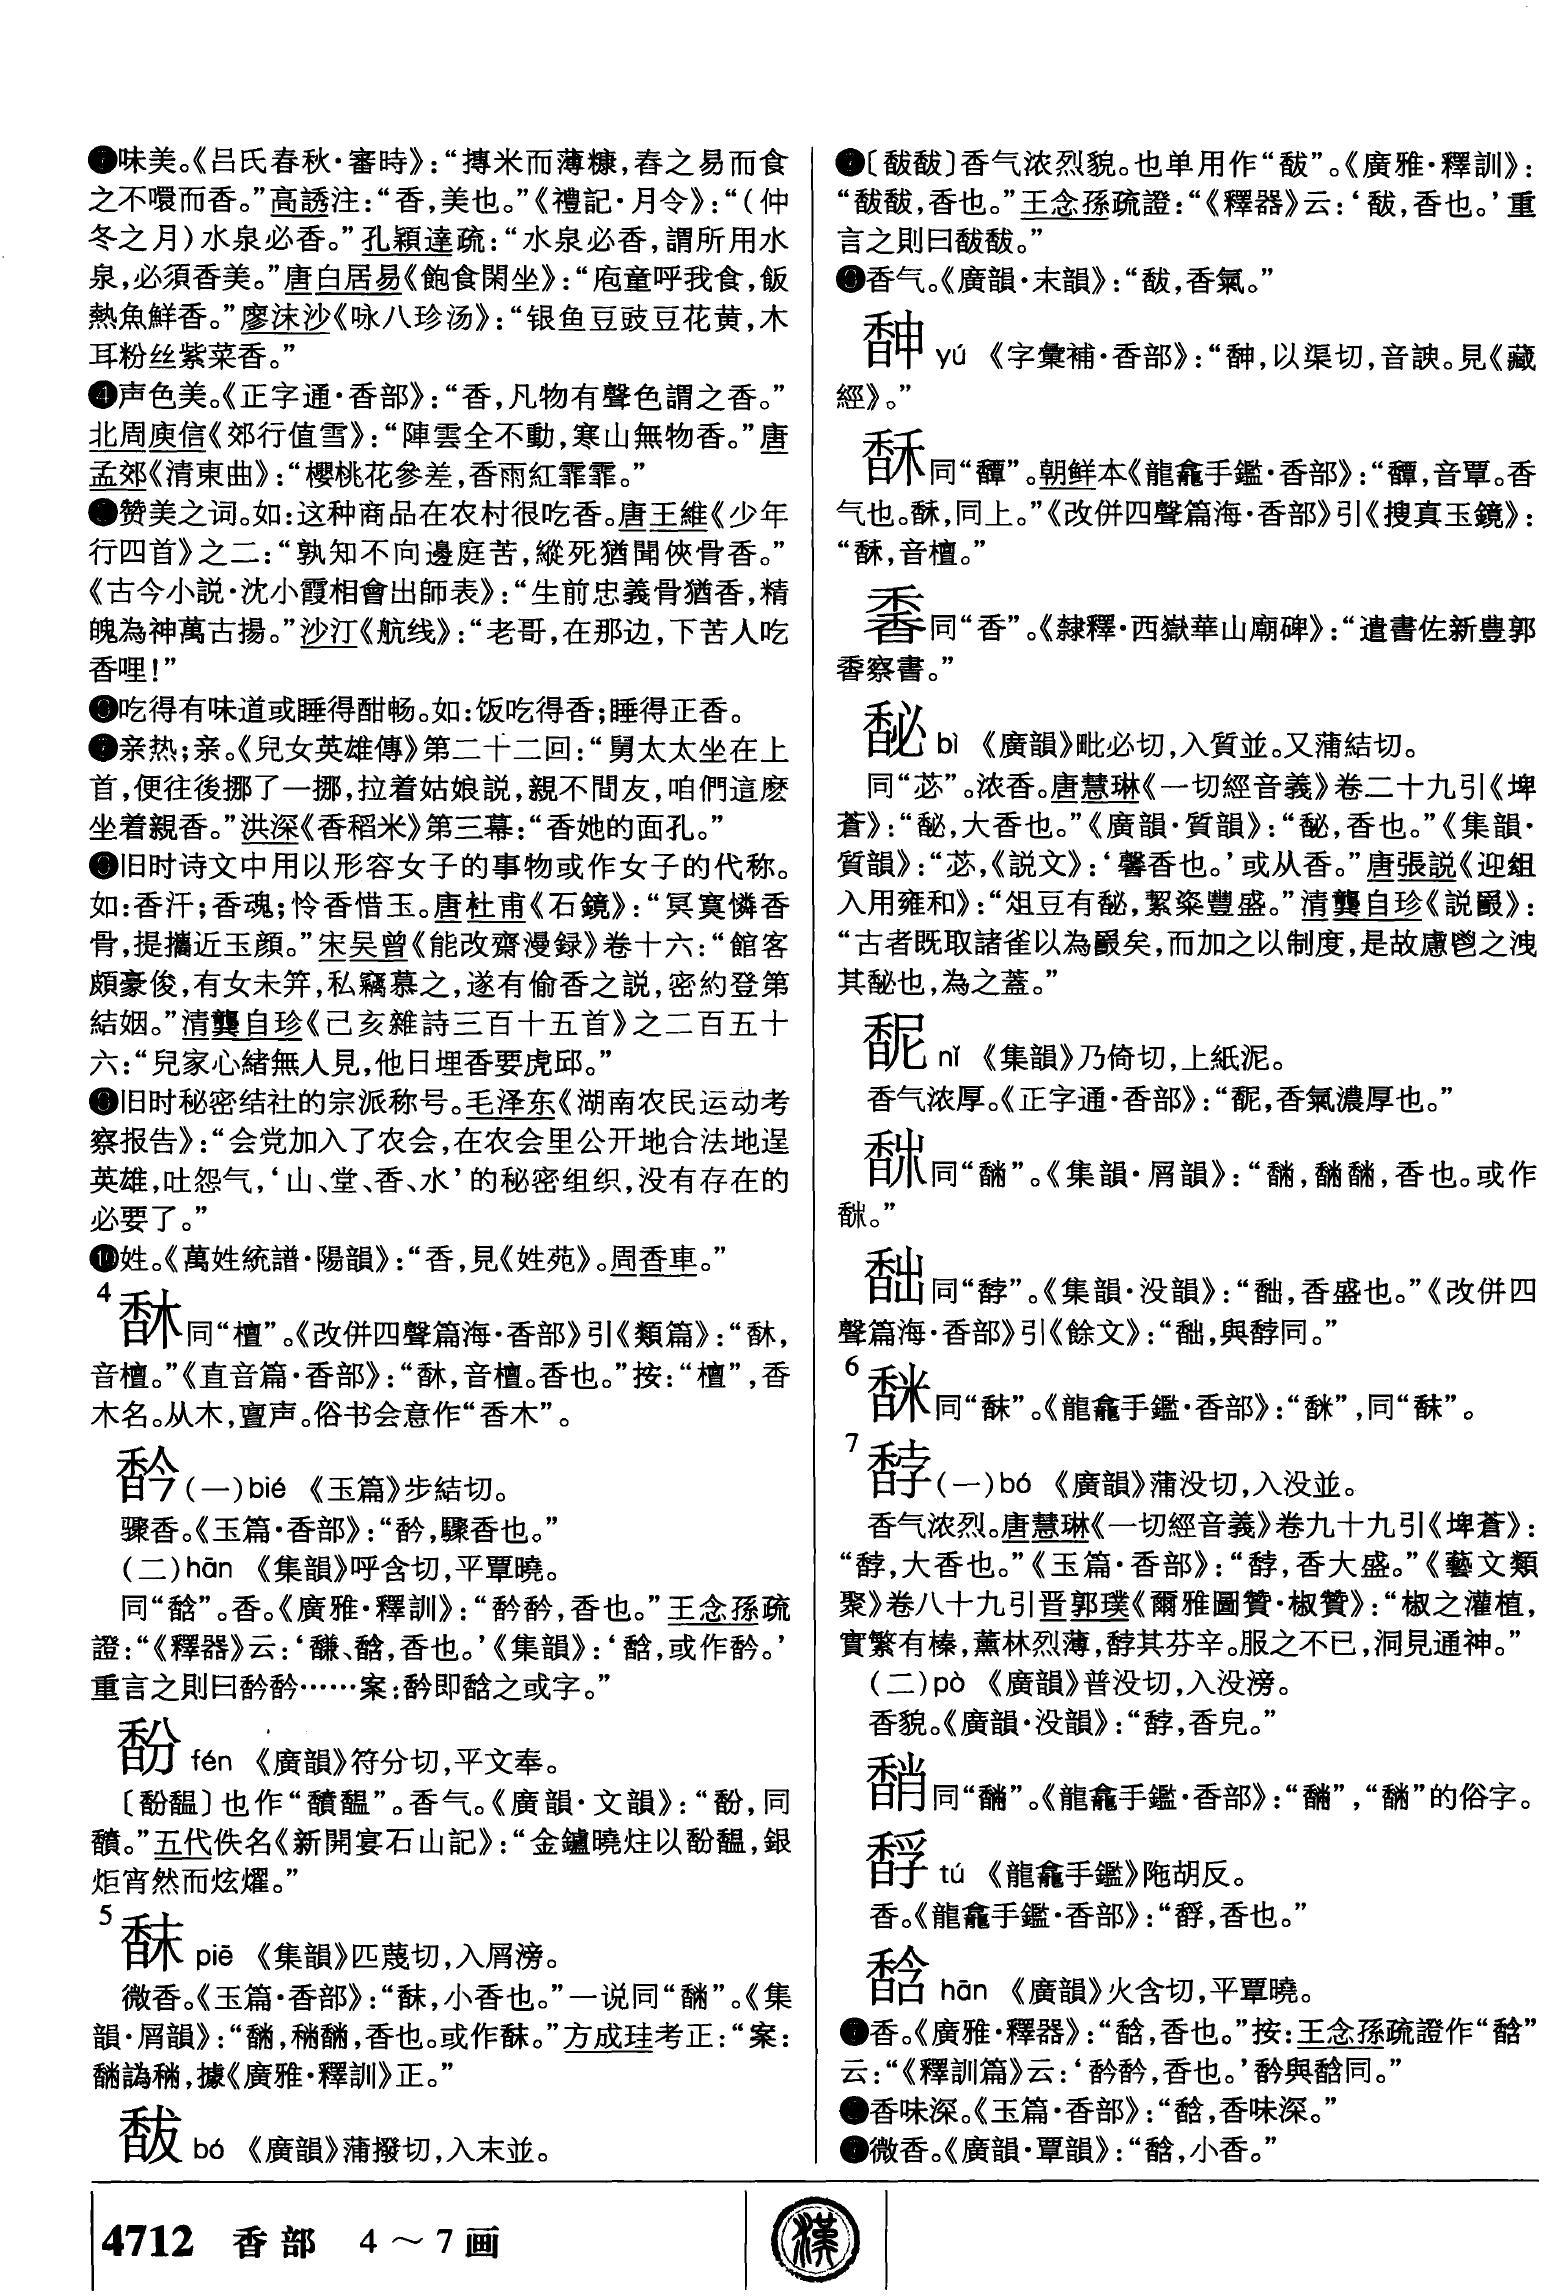 ❸味美。《吕氏春秋·審時》：“摶米而薄糠，舂之易而食
之不噮而香。”高誘注：“香，美也。”《禮記·月令》：“(仲
冬之月)水泉必香。”孔穎達疏：“水泉必香，謂所用水
泉，必須香美。”唐白居易《飽食閑坐》：“庖童呼我食，飯
熱魚鮮香。”廖沫沙《咏八珍汤》：“银鱼豆豉豆花黄，木
耳粉丝紫菜香。”
❹声色美。《正字通·香部》：“香，凡物有聲色謂之香。”
北周庾信《郊行值雪》：“陣雲全不動，寒山無物香。”唐
孟郊《清東曲》：“櫻桃花參差，香雨紅霏霏。”
❺赞美之词。如：这种商品在农村很吃香。唐王維《少年
行四首》之二：“孰知不向邊庭苦，縱死猶聞俠骨香。”
《古今小説·沈小霞相會出師表》：“生前忠義骨猶香，精
魄為神萬古揚。”沙汀《航线》：“老哥，在那边，下苦人吃
香哩！”
❻吃得有味道或睡得酣畅。如：饭吃得香；睡得正香。
❼亲热；亲。《兒女英雄傳》第二十二回：“舅太太坐在上
首，便往後挪了一挪，拉着姑娘説，親不間友，咱們這麽
坐着親香。”洪深《香稻米》第三幕：“香她的面孔。”
❽旧时诗文中用以形容女子的事物或作女子的代称。
如：香汗；香魂；怜香惜玉。唐杜甫《石鏡》：“冥寞憐香
骨，提攜近玉顔。”宋吴曾《能改齋漫録》卷十六：“館客
頗豪俊，有女未筓，私竊慕之，遂有偷香之説，密約登第
結姻。”清龔自珍《己亥雜詩三百十五首》之二百五十
六：“兒家心緒無人見，他日埋香要虎邱。”
❾旧时秘密结社的宗派称号。毛泽东《湖南农民运动考
察报告》：“会党加入了农会，在农会里公开地合法地逞
英雄，吐怨气，‘山、堂、香、水’的秘密组织，没有存在的
必要了。”
❿姓。《萬姓統譜·陽韻》：“香，見《姓苑》。周香車。”
4 同“檀”。《改併四聲篇海·香部》引《類篇》：“，
音檀。”《直音篇·香部》：“，音檀。香也。”按：“檀”，香
木名。从木，亶声。俗书会意作“香木”。
馚(一)bié 《玉篇》步結切。
骤香。《玉篇·香部》：“，驟香也。”
(二)hān 《集韻》呼含切，平覃曉。
同“馠”。香。《廣雅·釋訓》：“，香也。”王念孫疏
證：“《釋器》云：‘馦、馠，香也。’《集韻》：‘馠，或作。’
重言之則曰……案：即馠之或字。”
馚 fén 《廣韻》符分切，平文奉。
〔馚馧〕也作“馩馧”。香气。《廣韻·文韻》：“馚，同
馩。”五代佚名《新開宴石山記》：“金鑪曉炷以馚馧，銀
炬宵然而炫燿。”
5 䬴 piē 《集韻》匹蔑切，入屑滂。
微香。《玉篇·香部》：“，小香也。”一说同“䭱”。《集
韻·屑韻》：“，，香也。或作。”方成珪考正：“案：
譌，據《廣雅·釋訓》正。”
馛 bó 《廣韻》蒲撥切，入末並。
❷〔馛馛〕香气浓烈貌。也单用作“馛”。《廣雅·釋訓》：
“馛馛，香也。”王念孫疏證：“《釋器》云：‘馛，香也。’重
言之則曰馛馛。”
❸香气。《廣韻·末韻》：“馛，香氣。”
yú 《字彙補·香部》：“，以渠切，音諛。見《藏
經》。”
同“馟”。朝鲜本《龍龕手鑑·香部》：“，音覃。香
气也。，同上。”《改併四聲篇海·香部》引《搜真玉鏡》：
“，音檀。”
同“香”。《隸釋·西嶽華山廟碑》：“遣書佐新豊郭
香察書。”
馝 bì 《廣韻》毗必切，入質並。又蒲結切。
同“苾”。浓香。唐慧琳《一切經音義》卷二十九引《埤
蒼》：“馝，大香也。”《廣韻·質韻》：“馝，香也。”《集韻·
質韻》：“苾，《説文》：‘馨香也。’或从香。”唐張説《迎俎
入用雍和》：“俎豆有馝，絜粢豐盛。”清龔自珍《説爵》：
“古者既取諸雀以為爵矣，而加之以制度，是故慮鬯之洩
其馝也，為之蓋。”
馜 nǐ 《集韻》乃倚切，上紙泥。
香气浓厚。《正字通·香部》：“馜，香氣濃厚也。”
同“”。《集韻·屑韻》：“，，香也。或作
。”
同“馞”。《集韻·没韻》：“，香盛也。”《改併四
聲篇海·香部》引《餘文》：“，與馞同。”
6 同“”。《龍龕手鑑·香部》：“”，同“”。
7 馞(一)bó 《廣韻》蒲没切，入没並。
香气浓烈。唐慧琳《一切經音義》卷九十九引《埤蒼》：
“馞，大香也。”《玉篇·香部》：“馞，香大盛。”《藝文類
聚》卷八十九引晋郭璞《爾雅圖贊·椒贊》：“椒之灌植，
實繁有榛，薰林烈薄，馞其芬辛。服之不已，洞見通神。”
(二)pò 《廣韻》普没切，入没滂。
香貌。《廣韻·没韻》：“馞，香皃。”
同“”。《龍龕手鑑·香部》：“”，“”的俗字。
tú 《龍龕手鑑》陁胡反。
香。《龍龕手鑑·香部》：“，香也。”
馠 hān 《廣韻》火含切，平覃曉。
❶香。《廣雅·釋器》：“馠，香也。”按：王念孫疏證作“馠”
云：“《釋訓篇》云：‘，香也。’與馠同。”
❷香味深。《玉篇·香部》：“馠，香味深。”
❸微香。《廣韻·覃韻》：“馠，小香。”
4712 香部 4～7画
漢